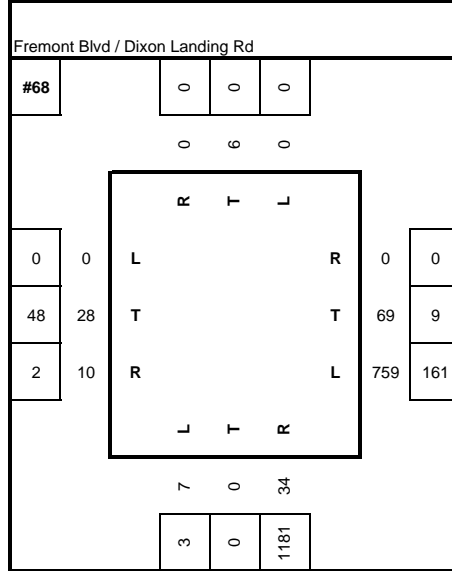 Fremont Blvd / Dixon Landing Rd
#68 0 0 0
0 6 0
R T L
0 0 L R 0 0
48 28 T T 69 9
2 10 R L 759 161
L T R
7 0 34
3 0 1181